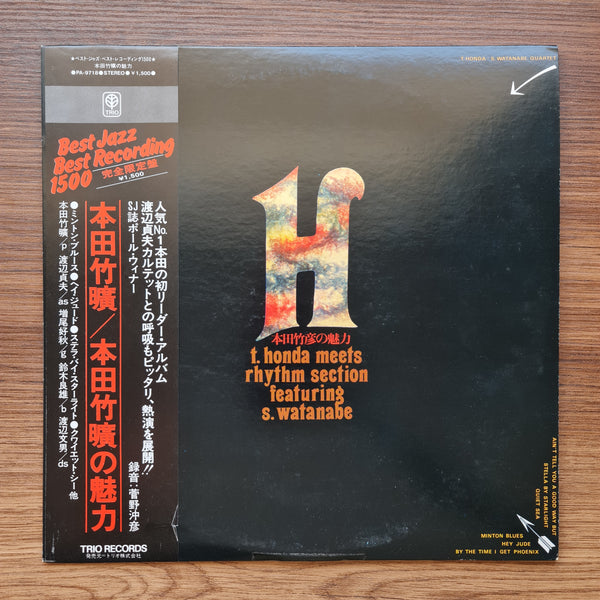 ★ベスト・ジャズ・ベスト・レコーディング1500★
本田竹曠の魅力
●PA-9718●STEREO●¥1,500●
TRIO
Best Jazz
Best Recording
1500
完全限定盤
¥1,500
人気No.1本田の初リーダー・アルバム
渡辺貞夫カルテットとの呼吸もピッタリ、熱演を展開!!
SJ誌ポール・ウィナー
録音:菅野沖彦
本田竹曠/本田竹曠の魅力
●ミントン・ブルース●ヘイ・ジュード●ステラ・バイ・スターライト●クワイエット・シー他
本田竹曠/p 渡辺貞夫/as 増尾好秋/g 鈴木良雄/b 渡辺文男/ds
TRIO RECORDS
発売元―トリオ株式会社
T. HONDA : S. WATANABE QUARTET
H
本田竹彦の魅力
t. honda meets
rhythm section
featuring
s. watanabe
AIN'T TELL YOU A GOOD WAY BUT
STELLA BY STARLIGHT
QUIET SEA
MINTON BLUES
HEY JUDE
BY THE TIME I GET PHOENIX